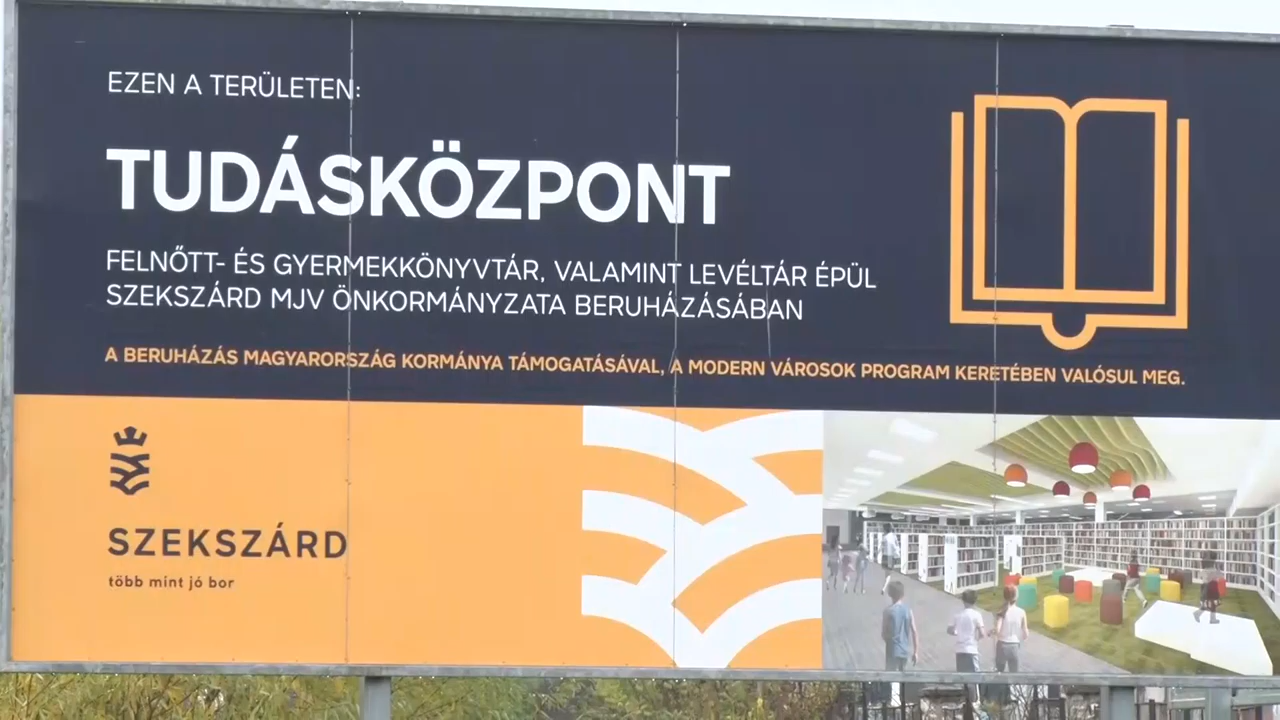 EZEN A TERÜLETEN:
TUDÁSKÖZPONT
FELNŐTT- ÉS GYERMEKKÖNYVTÁR, VALAMINT LEVÉLTÁR ÉPÜL
SZEKSZÁRD MJV ÖNKORMÁNYZATA BERUHÁZÁSÁBAN
A BERUHÁZÁS MAGYARORSZÁG KORMÁNYA TÁMOGATÁSÁVAL, A MODERN VÁROSOK PROGRAM KERETÉBEN VALÓSUL MEG.
SZEKSZÁRD
több mint jó bor